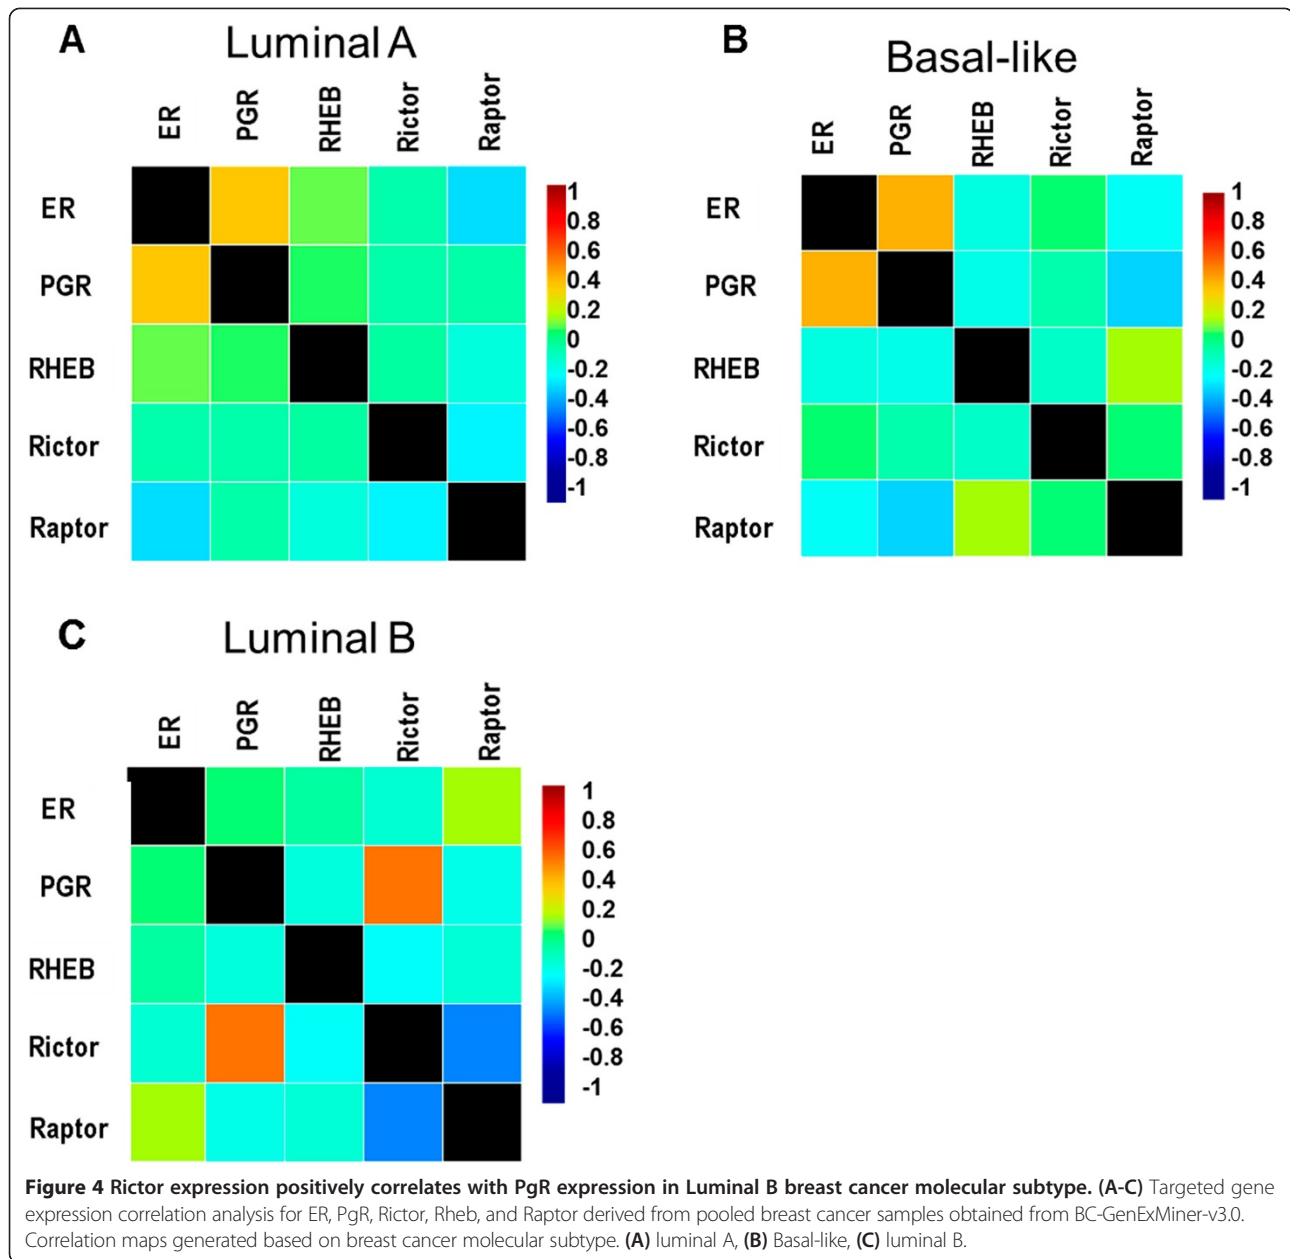 A
Luminal A
ER PGR RHEB Rictor Raptor
ER
PGR
RHEB
Rictor
Raptor
1
0.8
0.6
0.4
0.2
0
-0.2
-0.4
-0.6
-0.8
-1
B
Basal-like
ER PGR RHEB Rictor Raptor
ER
PGR
RHEB
Rictor
Raptor
1
0.8
0.6
0.4
0.2
0
-0.2
-0.4
-0.6
-0.8
-1
C
Luminal B
ER PGR RHEB Rictor Raptor
ER
PGR
RHEB
Rictor
Raptor
1
0.8
0.6
0.4
0.2
0
-0.2
-0.4
-0.6
-0.8
-1
Figure 4 Rictor expression positively correlates with PgR expression in Luminal B breast cancer molecular subtype. (A-C) Targeted gene
expression correlation analysis for ER, PgR, Rictor, Rheb, and Raptor derived from pooled breast cancer samples obtained from BC-GenExMiner-v3.0.
Correlation maps generated based on breast cancer molecular subtype. (A) luminal A, (B) Basal-like, (C) luminal B.